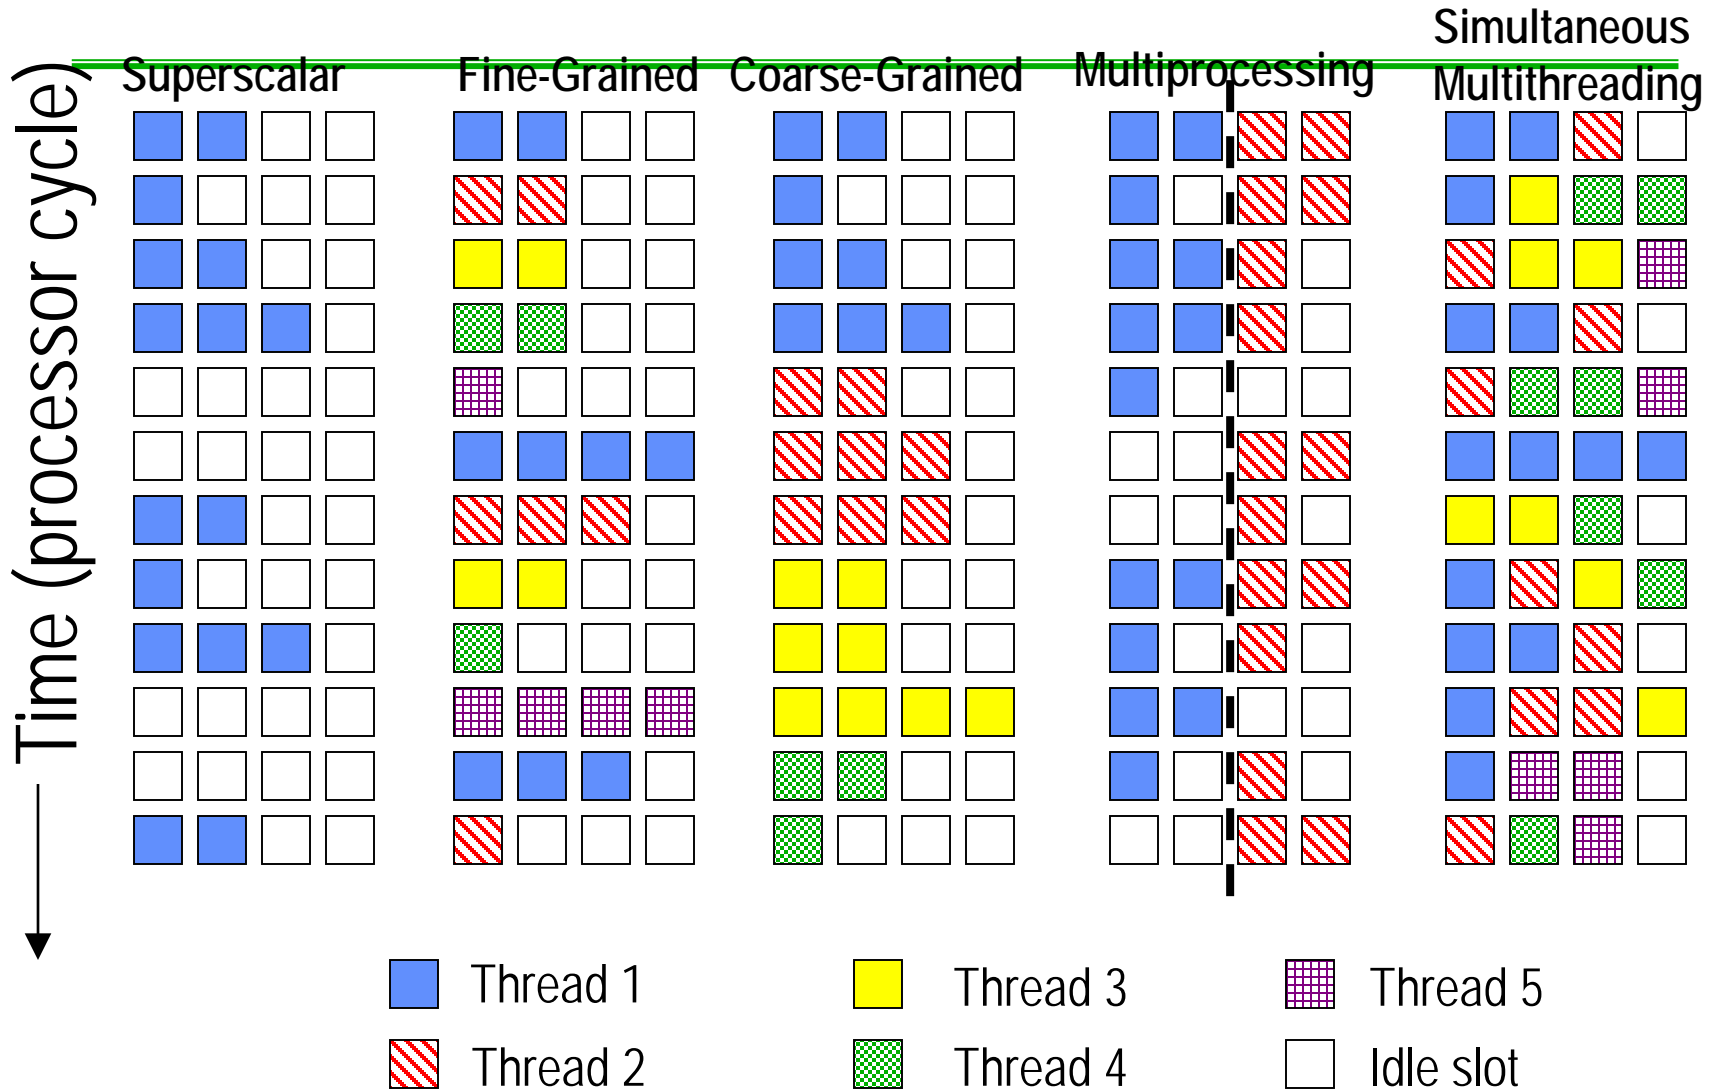 Simultaneous
Superscalar
Fine-Grained
Coarse-Grained
Multiprocessing
Multithreading
Time (processor cycle)
Thread 1
Thread 3
Thread 5
Thread 2
Thread 4
Idle slot